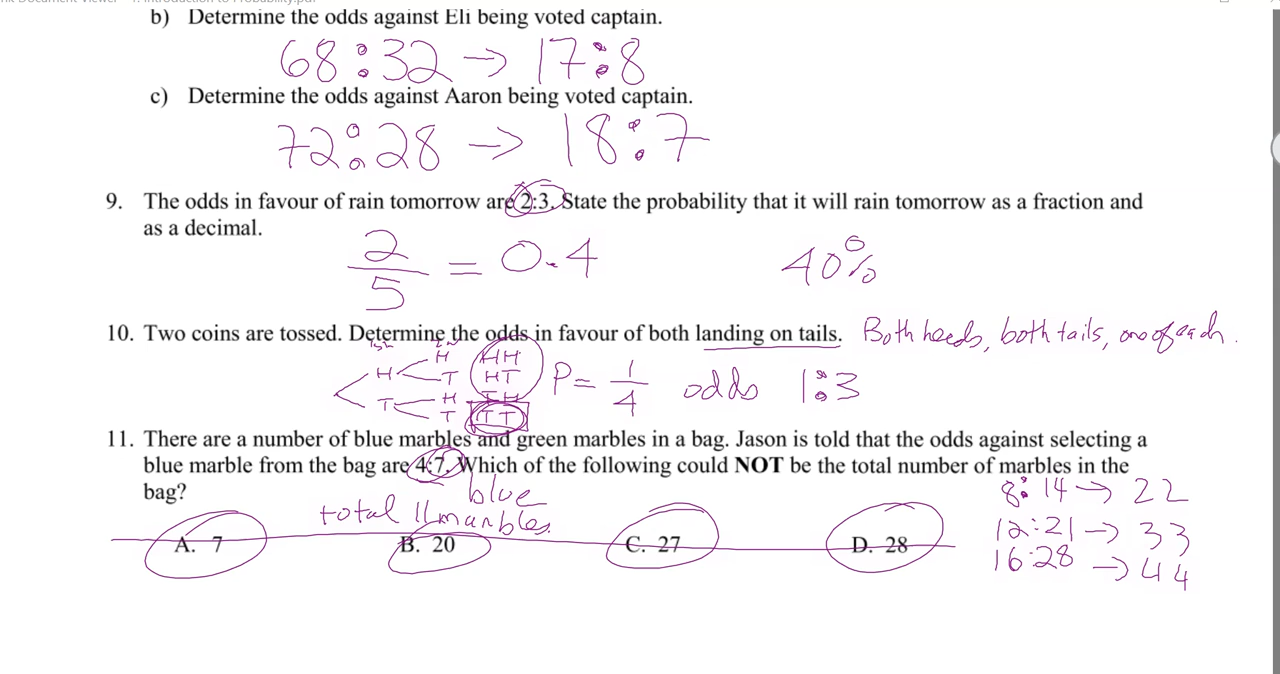 b) Determine the odds against Eli being voted captain.
68:32 → 17:8
c) Determine the odds against Aaron being voted captain.
72:28 → 18:7
9. The odds in favour of rain tomorrow are 2:3. State the probability that it will rain tomorrow as a fraction and
as a decimal.
2/5 = 0.4 40%
10. Two coins are tossed. Determine the odds in favour of both landing on tails. Both heads, both tails, one of each.
H HH
H T HT P = 1/4 odds 1:3
T H TH
T TT
11. There are a number of blue marbles and green marbles in a bag. Jason is told that the odds against selecting a
blue marble from the bag are 4:7. Which of the following could NOT be the total number of marbles in the
bag? blue 8:14 → 22
total 11 marbles. 12:21 → 33
A. 7 B. 20 C. 27 D. 28
16:28 → 44